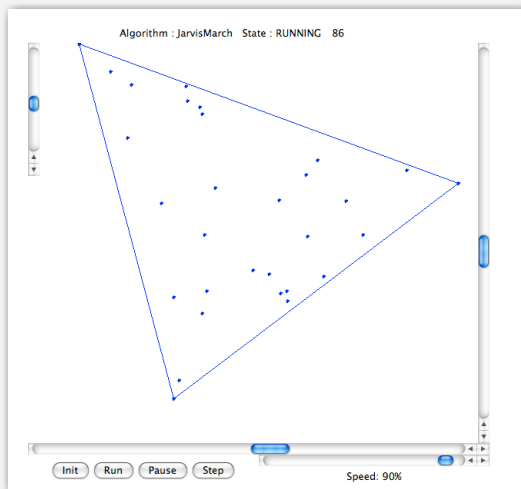 Algorithm : JarvisMarch State : RUNNING 86
Init Run Pause Step
Speed: 90%